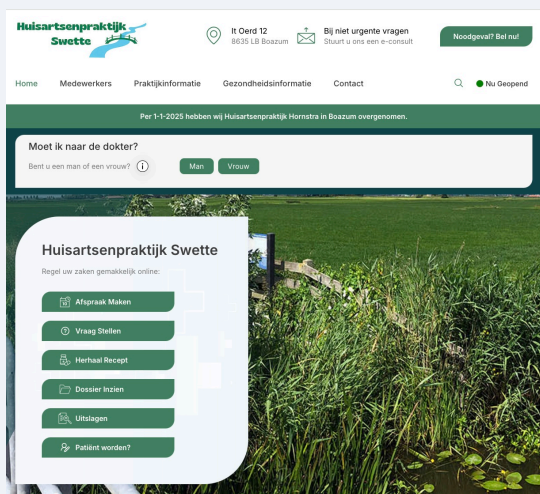 Huisartsenpraktijk
Swette
It Oerd 12
8635 LB Boazum
Bij niet urgente vragen
Stuurt u ons een e-consult
Noodgeval? Bel nu!
Home Medewerkers Praktijkinformatie Gezondheidsinformatie Contact Nu Geopend
Per 1-1-2025 hebben wij Huisartsenpraktijk Hornstra in Boazum overgenomen.
Moet ik naar de dokter?
Bent u een man of een vrouw? i Man Vrouw
Huisartsenpraktijk Swette
Regel uw zaken gemakkelijk online:
Afspraak Maken
Vraag Stellen
Herhaal Recept
Dossier Inzien
Uitslagen
Patiënt worden?